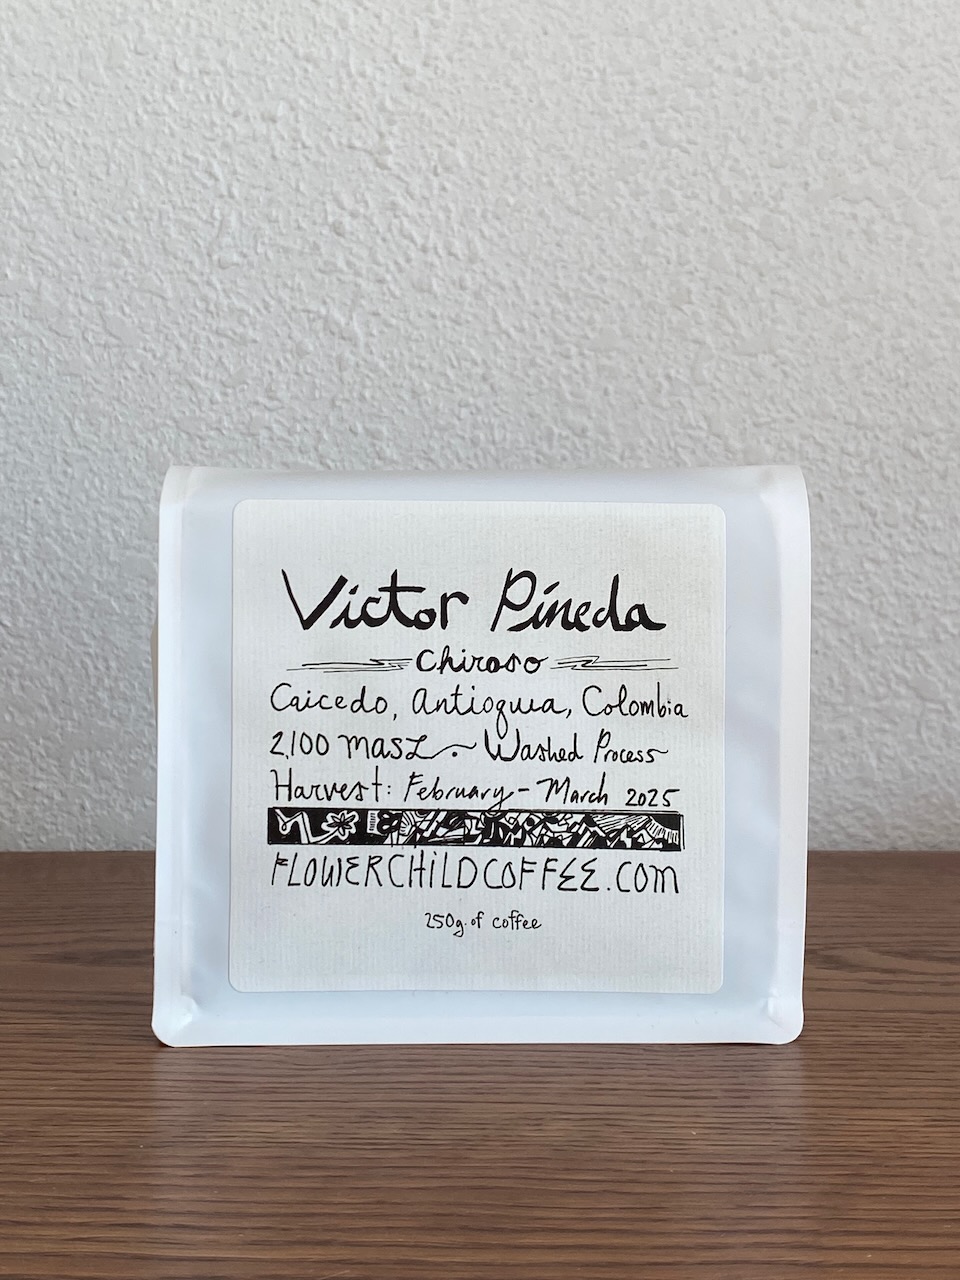 Victor Pineda
Chiroso
Caicedo, Antioquia, Colombia
2,100 masl · Washed Process
Harvest: February - March 2025
FLOWERCHILDCOFFEE.COM
250g. of coffee